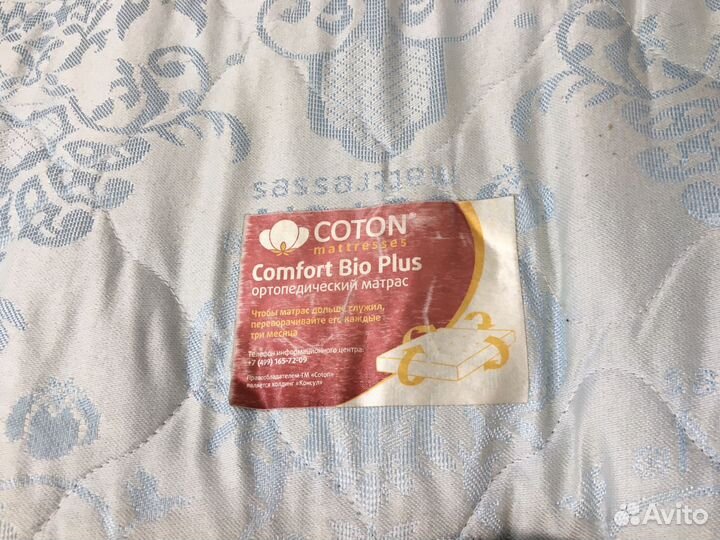 mattresses
COTON®
mattresses
Comfort Bio Plus
ортопедический матрас
Чтобы матрас дольше служил,
переворачивайте его каждые
три месяца
Телефон информационного центра:
+7 (499) 165-72-09
Правообладателем ТМ «Coton»
является холдинг «Консул»
Avito